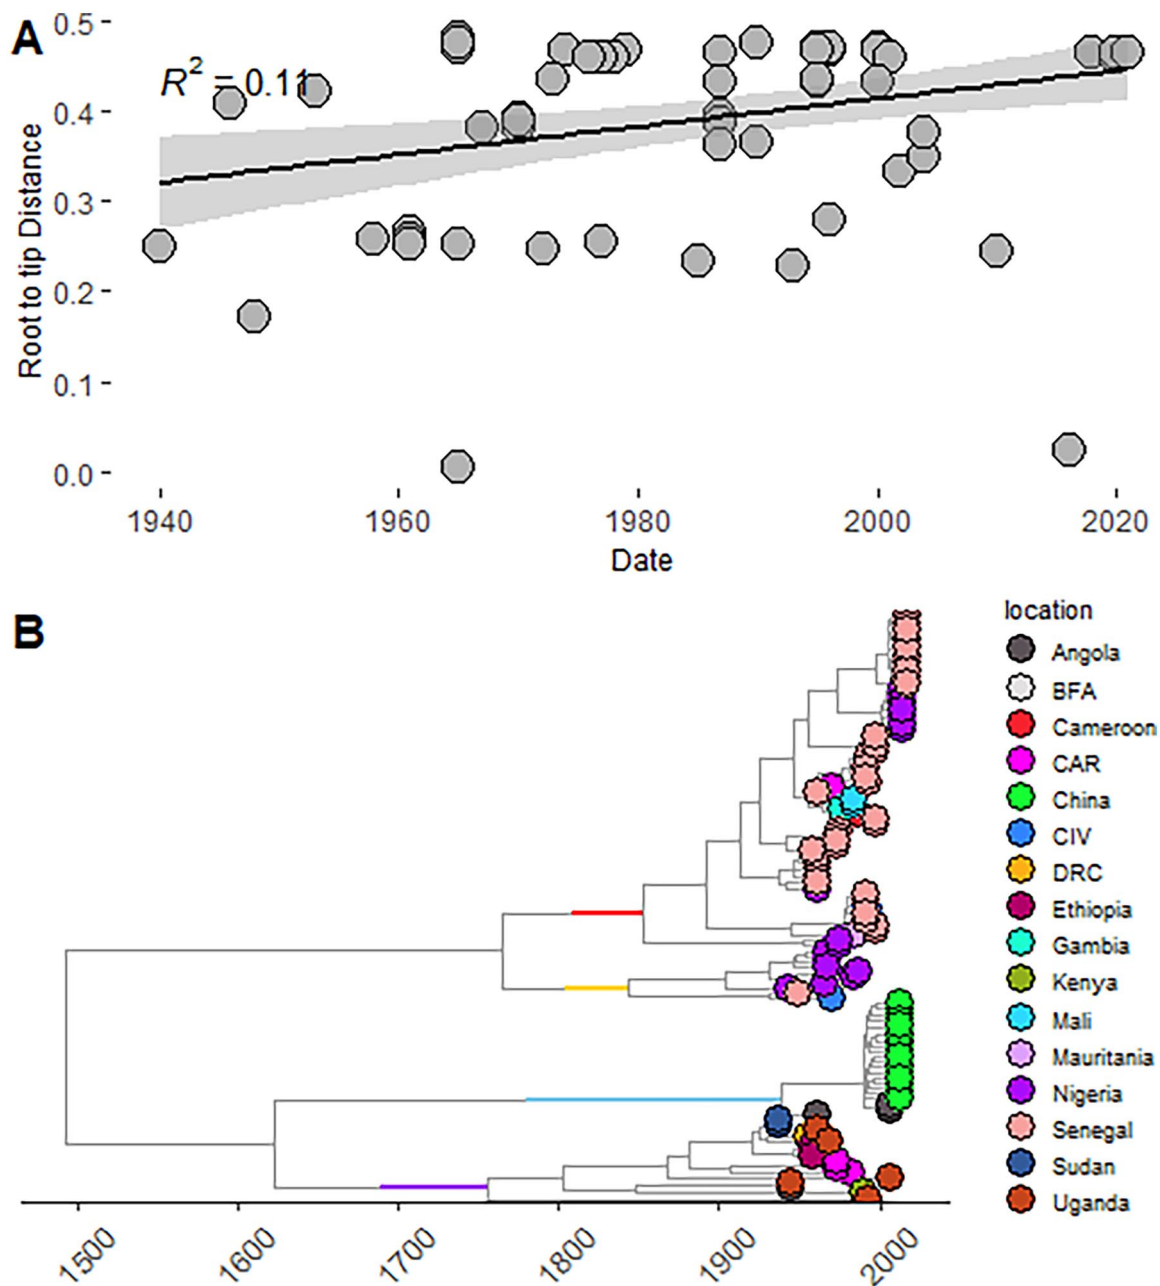 A
0.5
R² = 0.11
0.4
0.3
0.2
0.1
0.0
Root to tip Distance
1940 1960 1980 2000 2020
Date
B
location
Angola
BFA
Cameroon
CAR
China
CIV
DRC
Ethiopia
Gambia
Kenya
Mali
Mauritania
Nigeria
Senegal
Sudan
Uganda
1500 1600 1700 1800 1900 2000